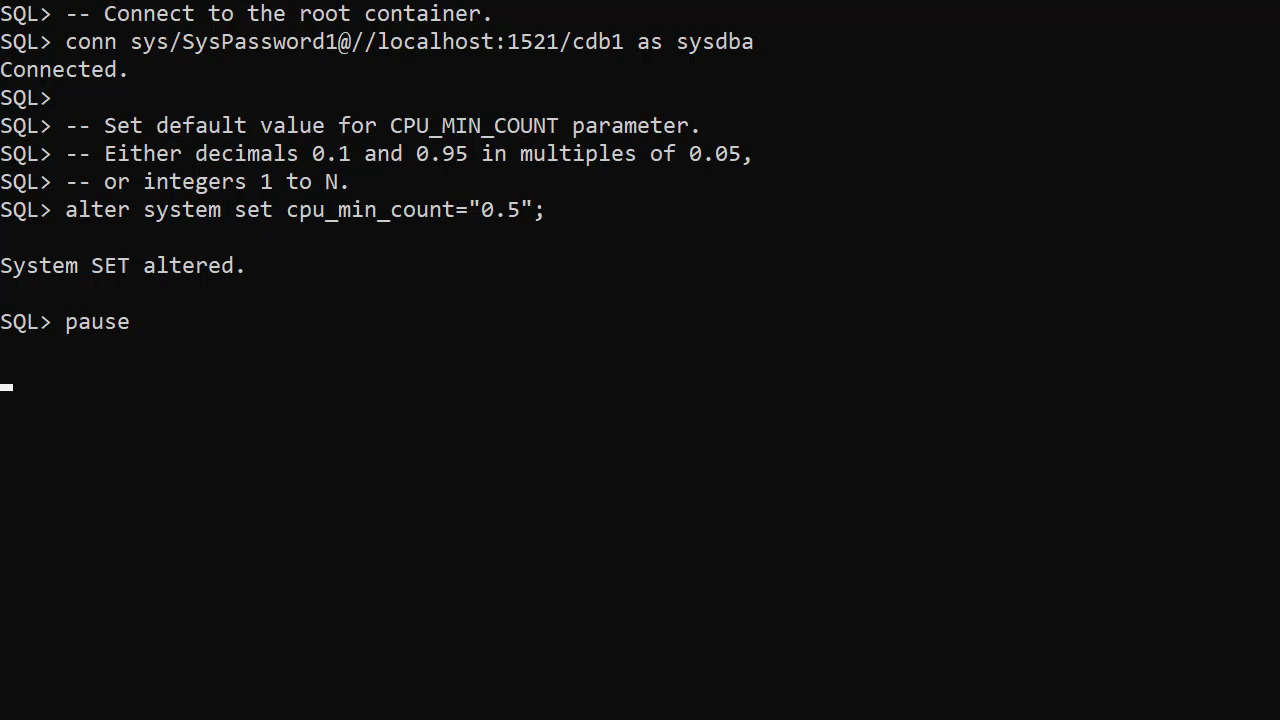 SQL> -- Connect to the root container.
SQL> conn sys/SysPassword1@//localhost:1521/cdb1 as sysdba
Connected.
SQL>
SQL> -- Set default value for CPU_MIN_COUNT parameter.
SQL> -- Either decimals 0.1 and 0.95 in multiples of 0.05,
SQL> -- or integers 1 to N.
SQL> alter system set cpu_min_count="0.5";
System SET altered.
SQL> pause